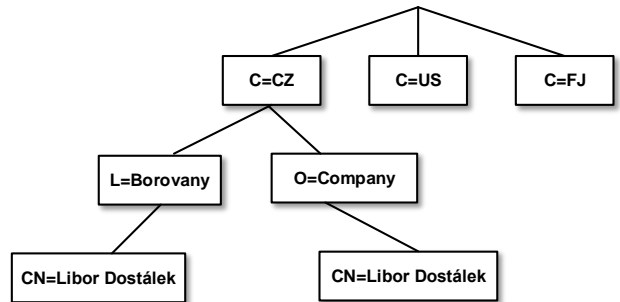 C=CZ
C=US
C=FJ
L=Borovany
O=Company
CN=Libor Dostálek
CN=Libor Dostálek